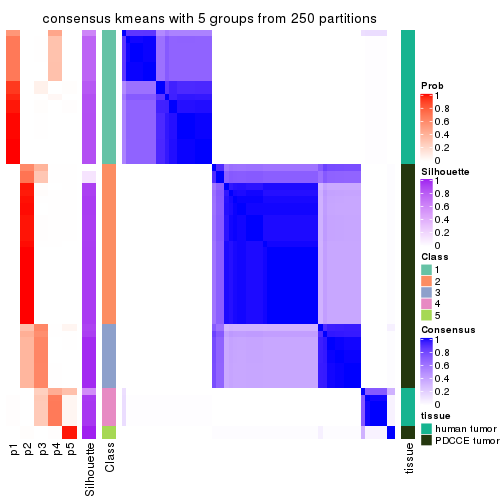 consensus kmeans with 5 groups from 250 partitions
Prob
1
0.8
0.6
0.4
0.2
0
Silhouette
1
0.8
0.6
0.4
0.2
0
Class
1
2
3
4
5
Consensus
1
0.8
0.6
0.4
0.2
0
tissue
human tumor
PDCCE tumor
p1
p2
p3
p4
p5
Silhouette
Class
tissue